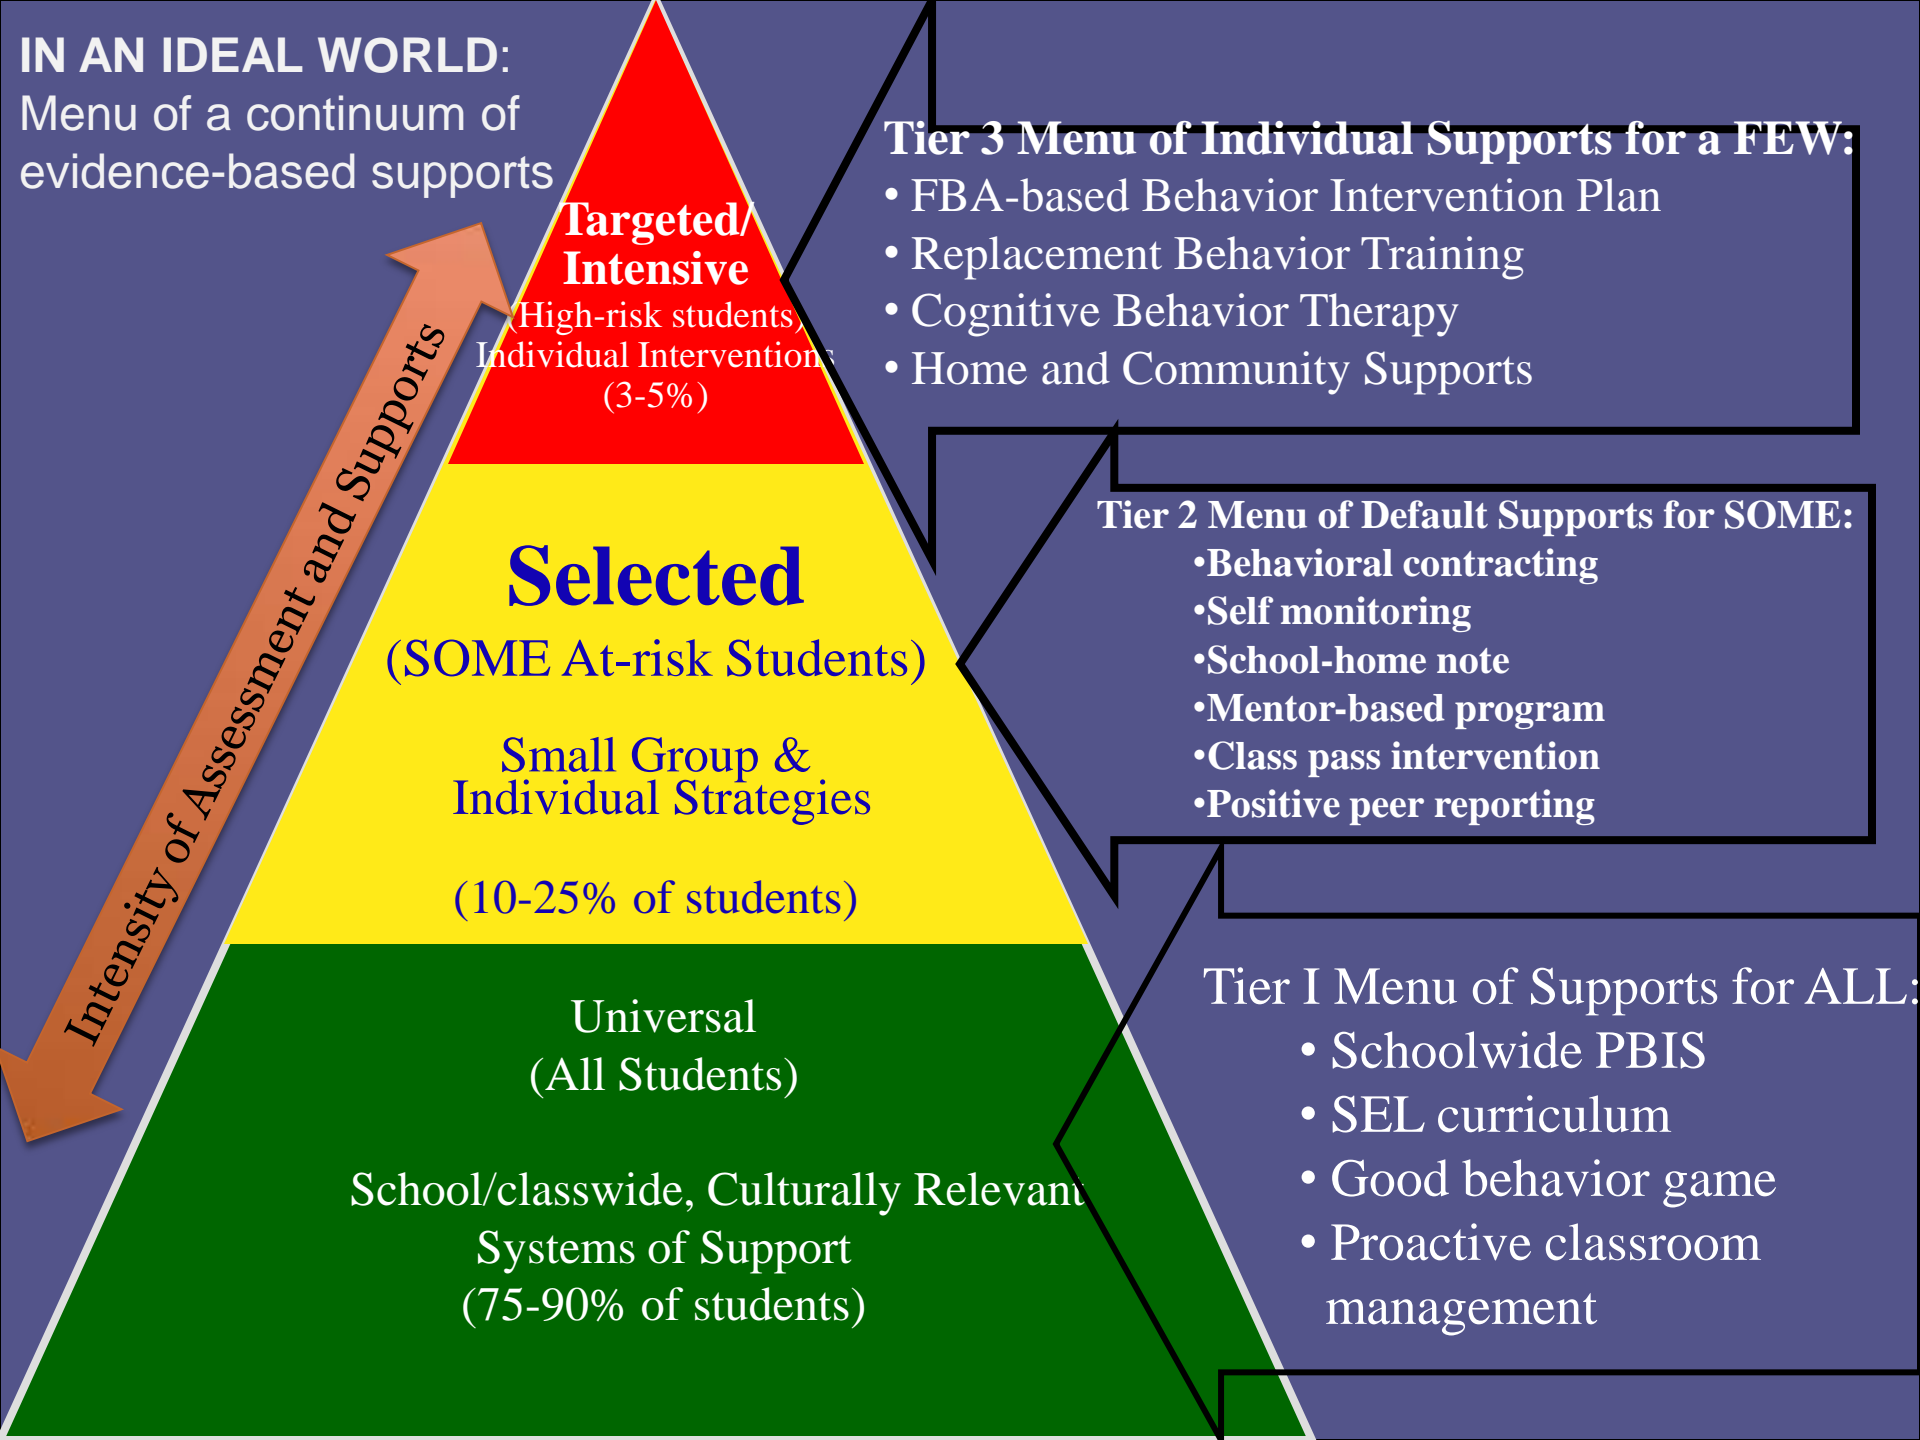 IN AN IDEAL WORLD:
Menu of a continuum of
evidence-based supports
Intensity of Assessment and Supports
Targeted/
Intensive
(High-risk students)
Individual Interventions
(3-5%)
Selected
(SOME At-risk Students)
Small Group &
Individual Strategies
(10-25% of students)
Universal
(All Students)
School/classwide, Culturally Relevant
Systems of Support
(75-90% of students)
Tier 3 Menu of Individual Supports for a FEW:
• FBA-based Behavior Intervention Plan
• Replacement Behavior Training
• Cognitive Behavior Therapy
• Home and Community Supports
Tier 2 Menu of Default Supports for SOME:
•Behavioral contracting
•Self monitoring
•School-home note
•Mentor-based program
•Class pass intervention
•Positive peer reporting
Tier I Menu of Supports for ALL:
• Schoolwide PBIS
• SEL curriculum
• Good behavior game
• Proactive classroom
management